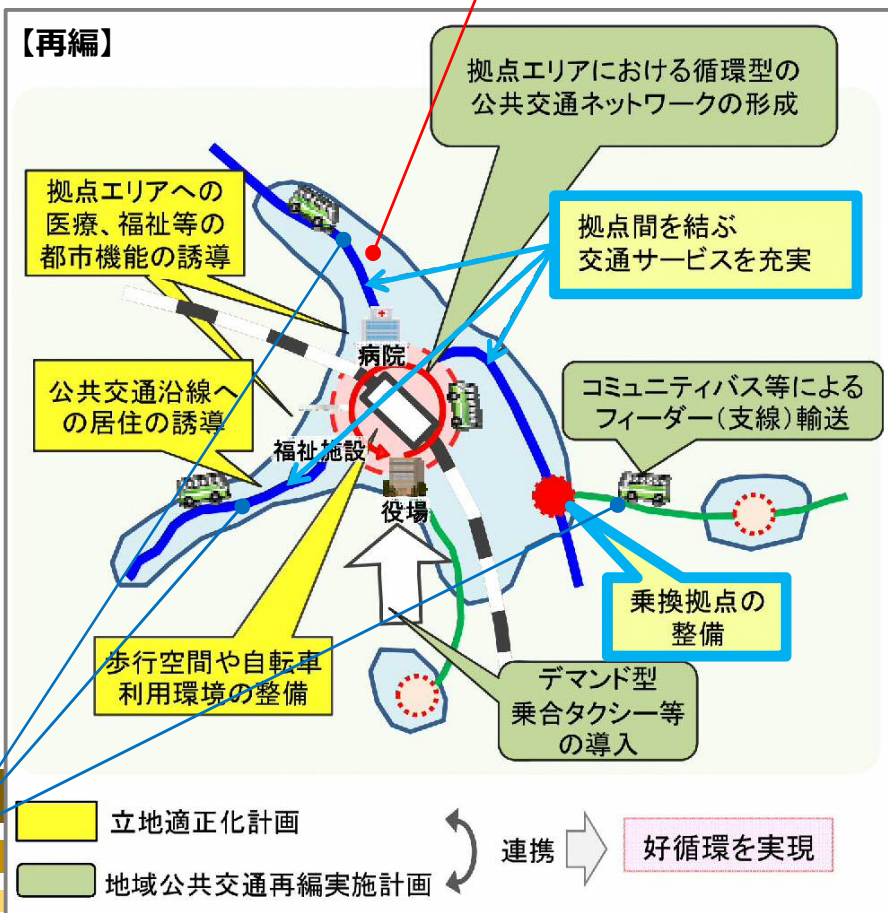 【再編】
拠点エリアにおける循環型の
公共交通ネットワークの形成
拠点エリアへの
医療、福祉等の
都市機能の誘導
拠点間を結ぶ
交通サービスを充実
病院
公共交通沿線へ
の居住の誘導
コミュニティバス等による
フィーダー(支線)輸送
福祉施設
役場
乗換拠点の
整備
歩行空間や自転車
利用環境の整備
デマンド型
乗合タクシー等
の導入
立地適正化計画
地域公共交通再編実施計画
連携
好循環を実現